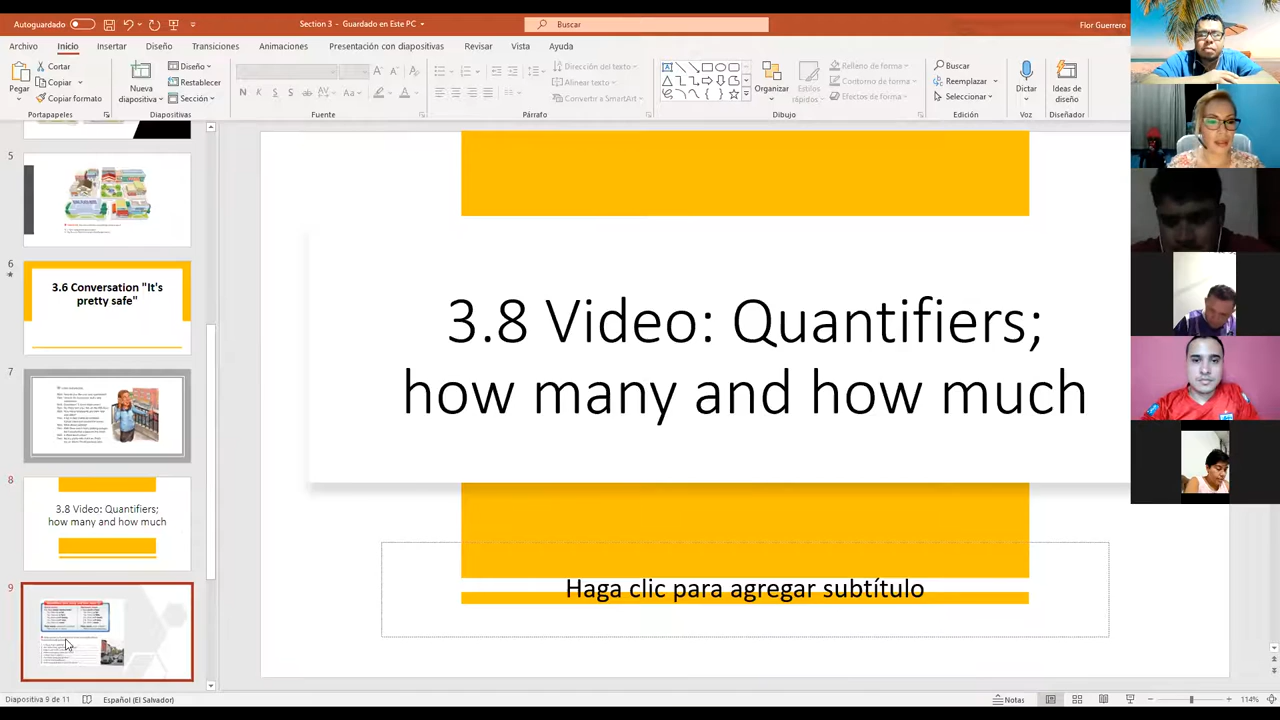 Autoguardado
Section 3 - Guardado en Este PC
Buscar
Flor Guerrero
Archivo
Inicio
Insertar
Diseño
Transiciones
Animaciones
Presentación con diapositivas
Revisar
Vista
Ayuda
Pegar
Cortar
Copiar
Copiar formato
Portapapeles
Nueva
diapositiva
Diseño
Restablecer
Sección
Diapositivas
N
K
S
Fuente
Dirección del texto
Alinear texto
Convertir a SmartArt
Párrafo
Organizar
Estilos
rápidos
Relleno de forma
Contorno de forma
Efectos de forma
Dibujo
Buscar
Reemplazar
Seleccionar
Edición
Dictar
Voz
Ideas de
diseño
Diseñador
5
6
3.6 Conversation "It's
pretty safe"
7
8
3.8 Video: Quantifiers;
how many and how much
9
3.8 Video: Quantifiers;
how many and how much
Haga clic para agregar subtítulo
Diapositiva 9 de 11
Español (El Salvador)
Notas
114%